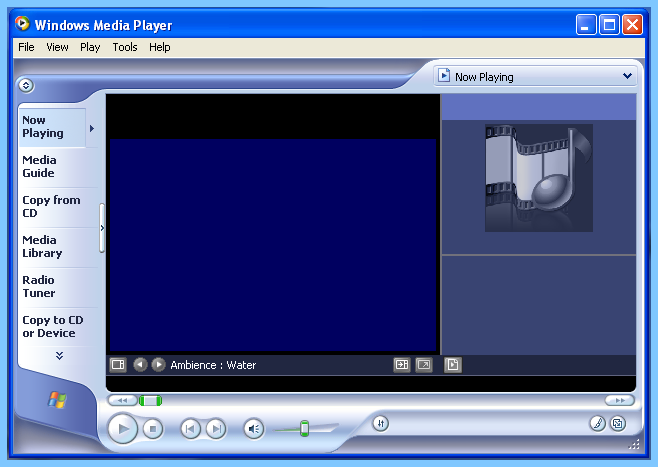 Windows Media Player
File View Play Tools Help
Now Playing
Now
Playing
Media
Guide
Copy from
CD
Media
Library
Radio
Tuner
Copy to CD
or Device
Ambience : Water